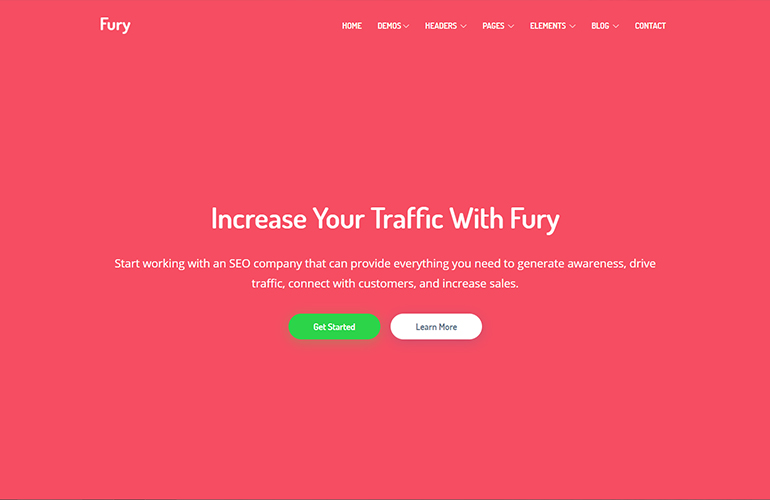 Fury
HOME DEMOS HEADERS PAGES ELEMENTS BLOG CONTACT
Increase Your Traffic With Fury
Start working with an SEO company that can provide everything you need to generate awareness, drive
traffic, connect with customers, and increase sales.
Get Started
Learn More